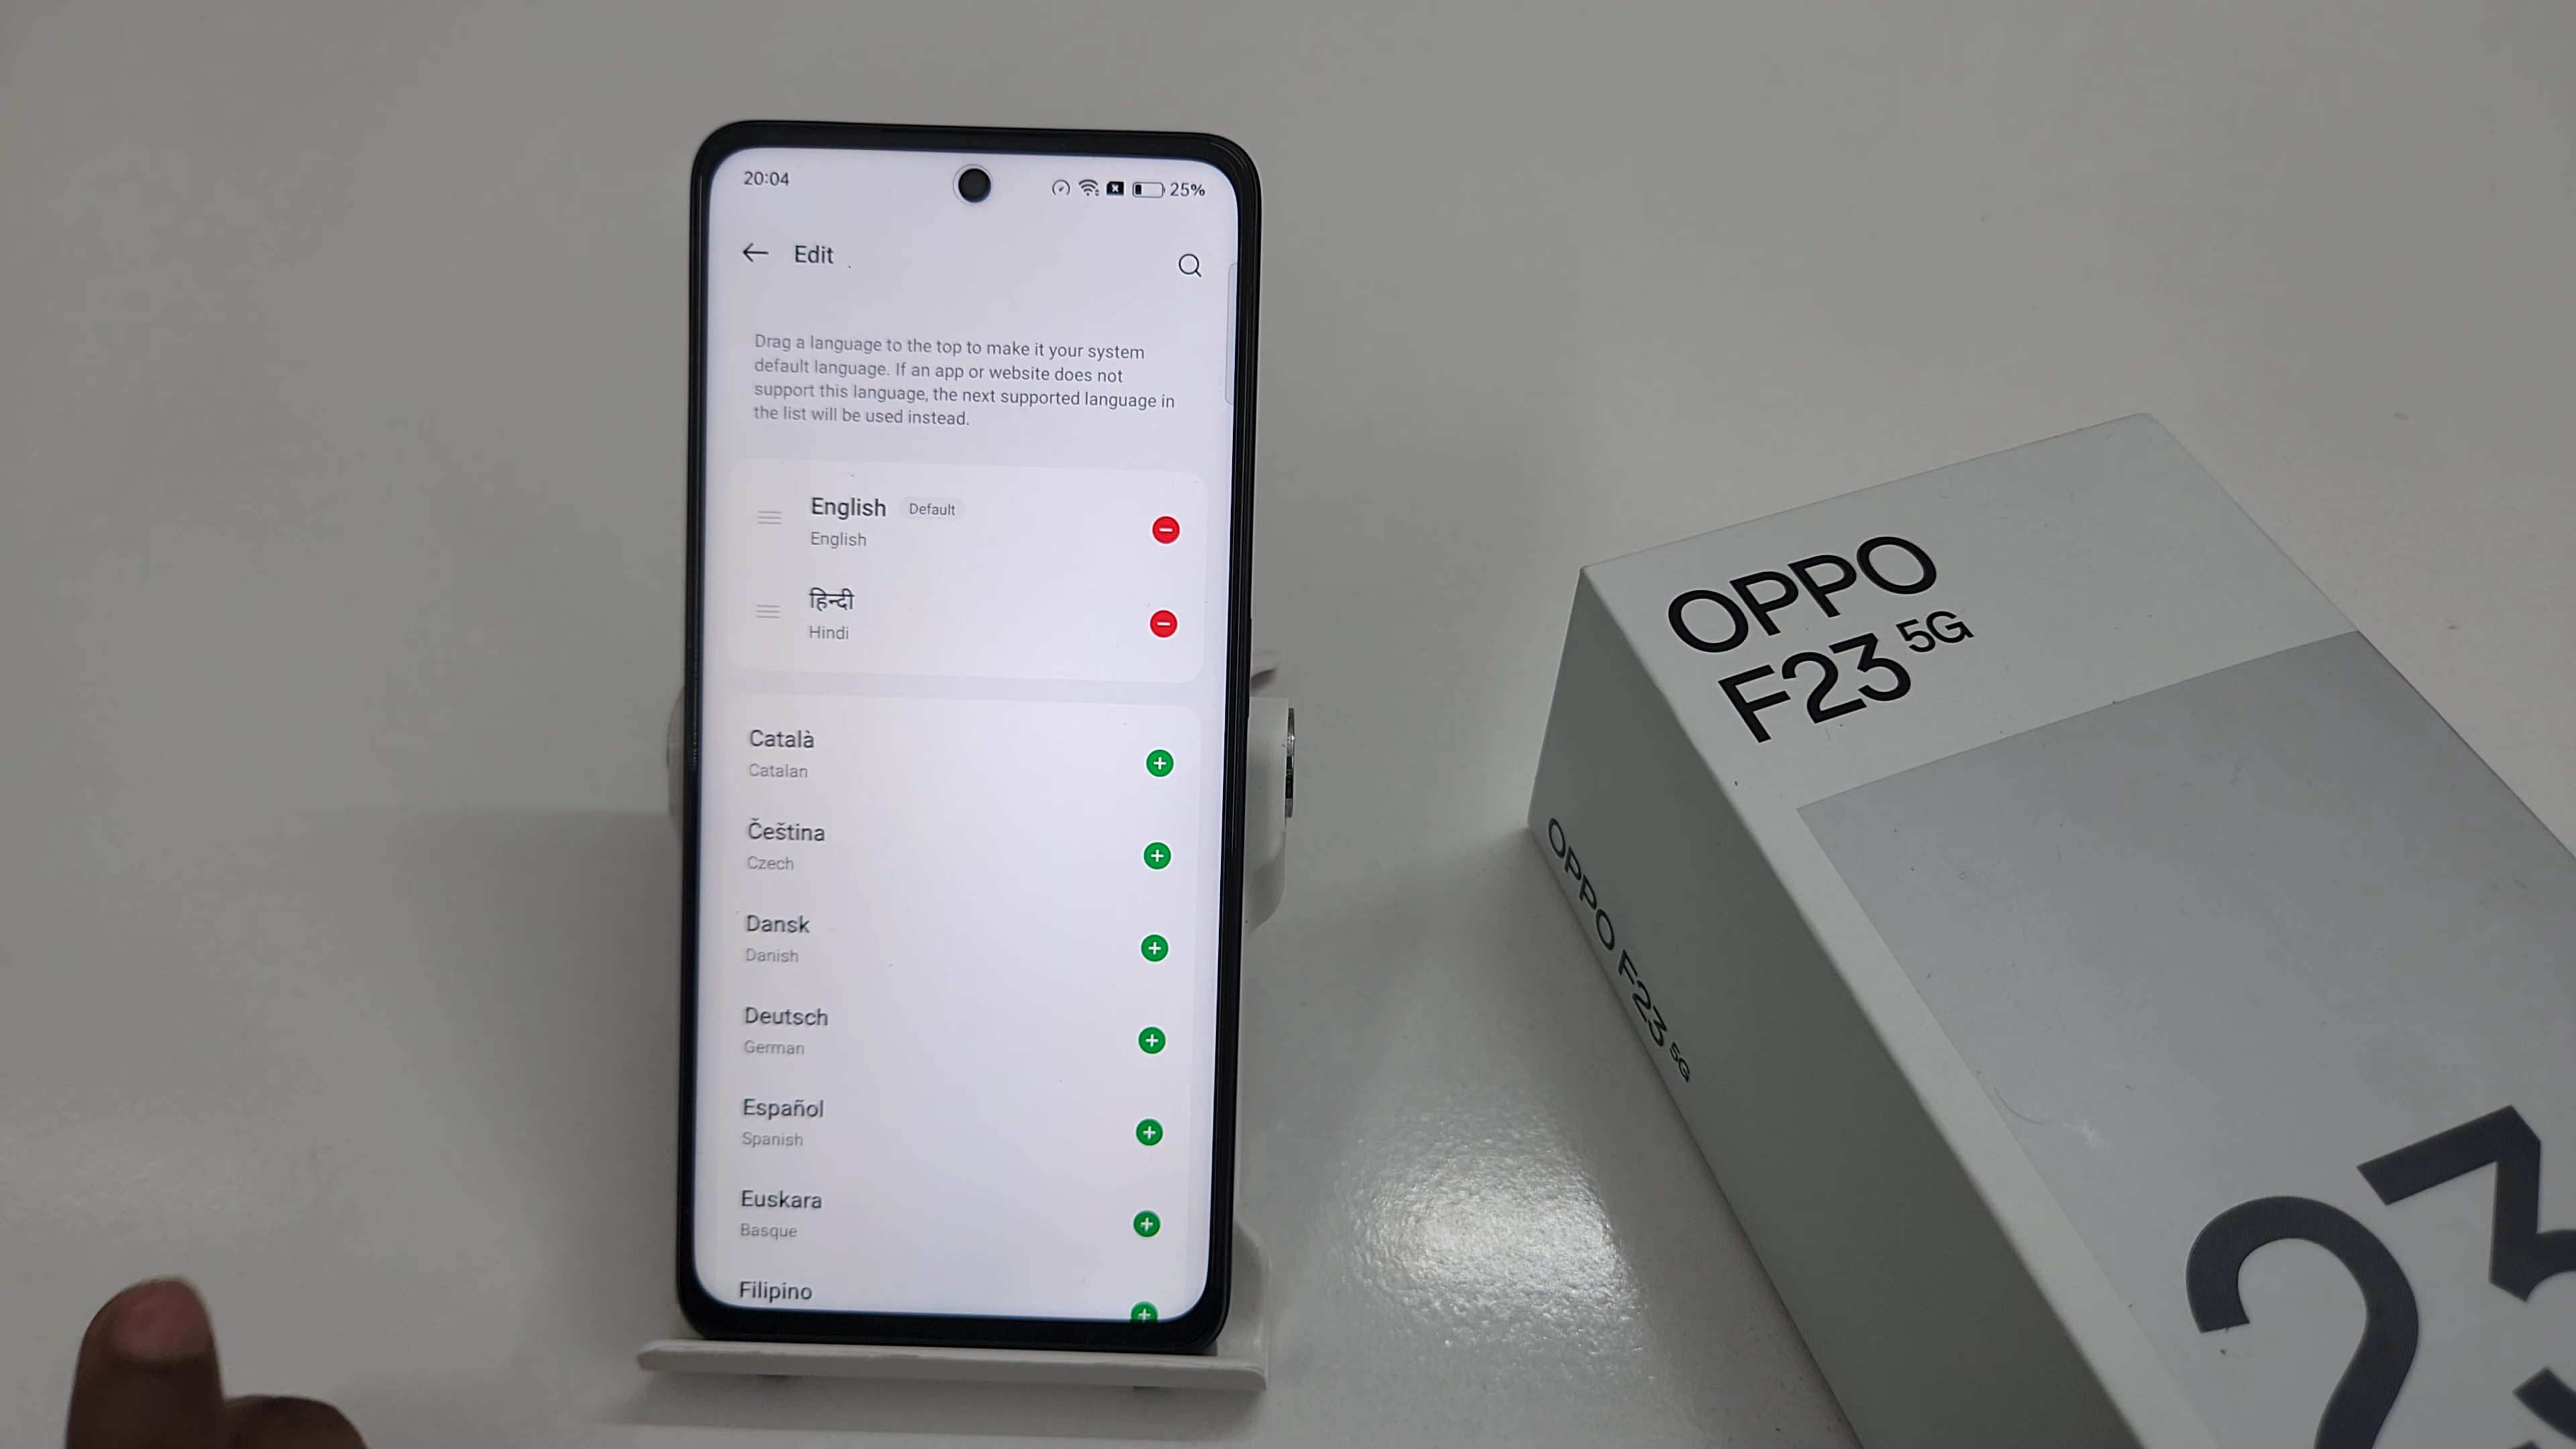 20:04
25%
Edit
Drag a language to the top to make it your system
default language. If an app or website does not
support this language, the next supported language in
the list will be used instead.
English Default
English
हिन्दी
Hindi
Català
Catalan
Čeština
Czech
Dansk
Danish
Deutsch
German
Español
Spanish
Euskara
Basque
Filipino
OPPO
F23 5G
OPPO F23 5G
23